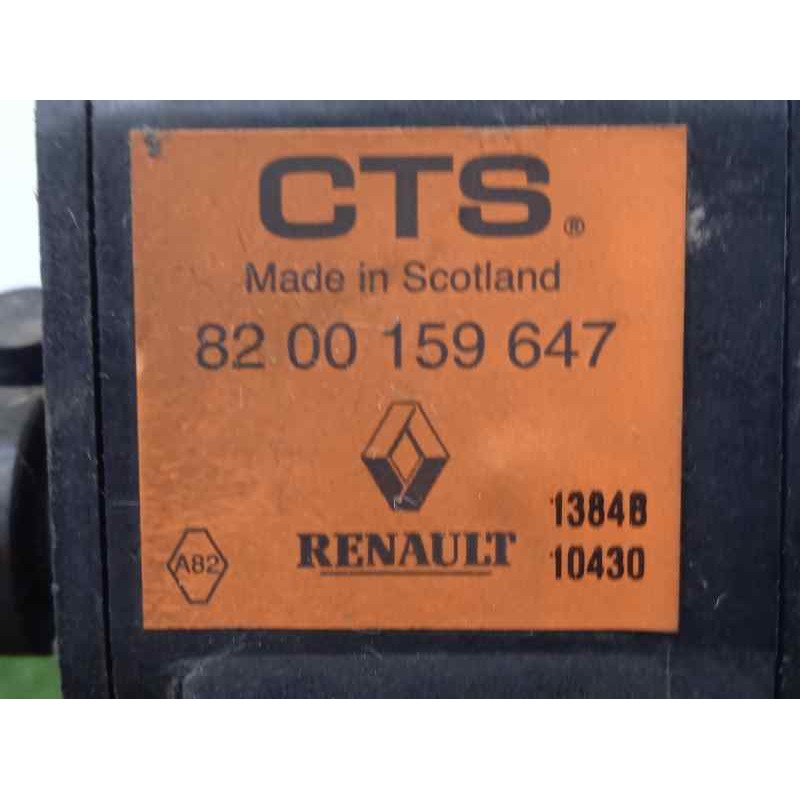 CTS®
Made in Scotland
82 00 159 647
13848
RENAULT
10430
A82